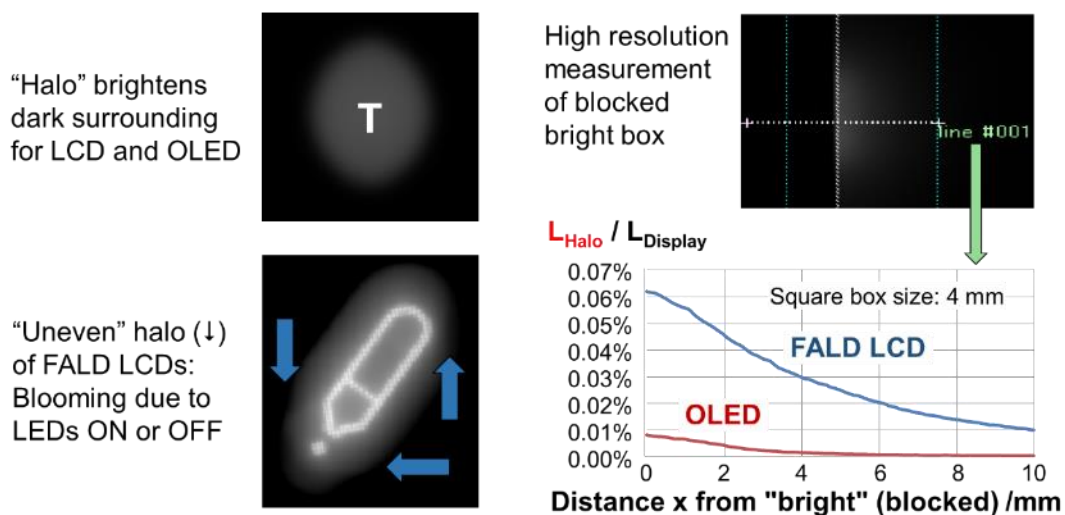 “Halo” brightens
dark surrounding
for LCD and OLED
T
“Uneven” halo (↓)
of FALD LCDs:
Blooming due to
LEDs ON or OFF
High resolution
measurement
of blocked
bright box
line #001
L_Halo / L_Display
0.07%
0.06%
0.05%
0.04%
0.03%
0.02%
0.01%
0.00%
Square box size: 4 mm
FALD LCD
OLED
0 2 4 6 8 10
Distance x from "bright" (blocked) /mm